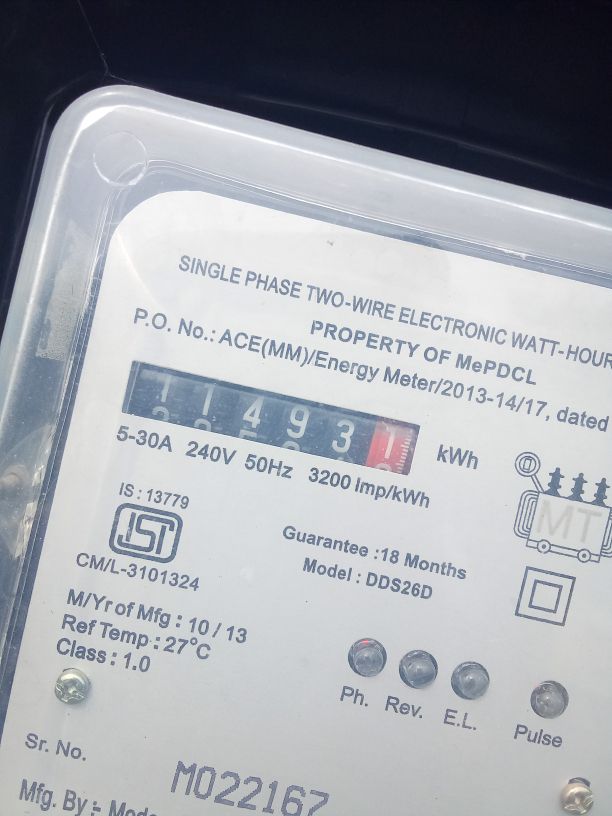 SINGLE PHASE TWO-WIRE ELECTRONIC WATT-HOUR
PROPERTY OF MePDCL
P.O. No.: ACE(MM)/Energy Meter/2013-14/17, dated
114931 kWh
5-30A 240V 50Hz 3200 Imp/kWh
IS : 13779
ISI
CM/L-3101324
MT
Guarantee : 18 Months
Model : DDS26D
M/Yr of Mfg : 10 / 13
Ref Temp : 27°C
Class : 1.0
Ph. Rev. E.L. Pulse
Sr. No. M022167
Mfg. By :-